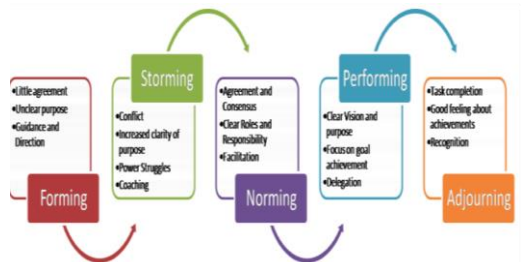 •Little agreement
•Unclear purpose
•Guidance and
Direction
Forming
Storming
•Conflict
•Increased clarity of
purpose
•Power Struggles
•Coaching
•Agreement and
Consensus
•Clear Roles and
Responsibility
•Facilitation
Norming
Performing
•Clear Vision and
purpose
•Focus on goal
achievement
•Delegation
•Task completion
•Good feeling about
achievements
•Recognition
Adjourning